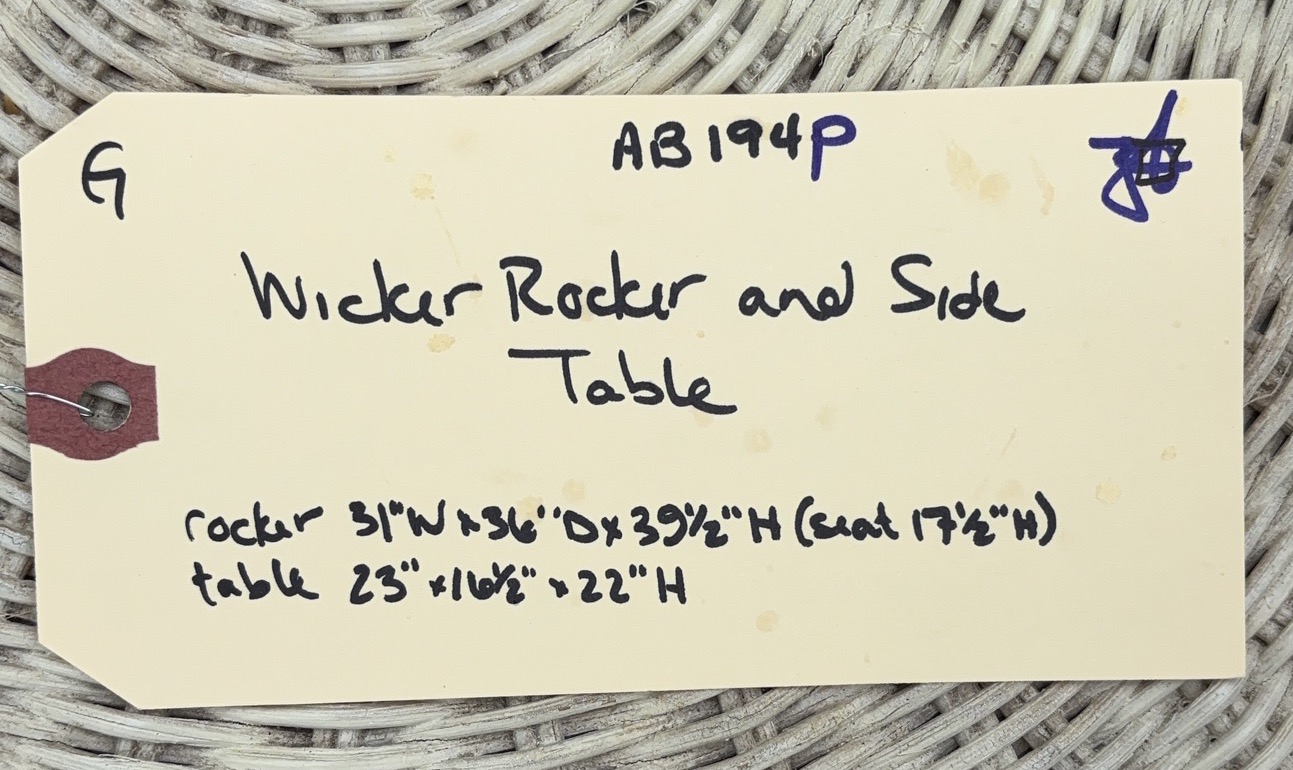 G
AB194P
Wicker Rocker and Side
Table
rocker 31"W x 36"D x 39½"H (seat 17½"H)
table 23" x 16½" x 22"H